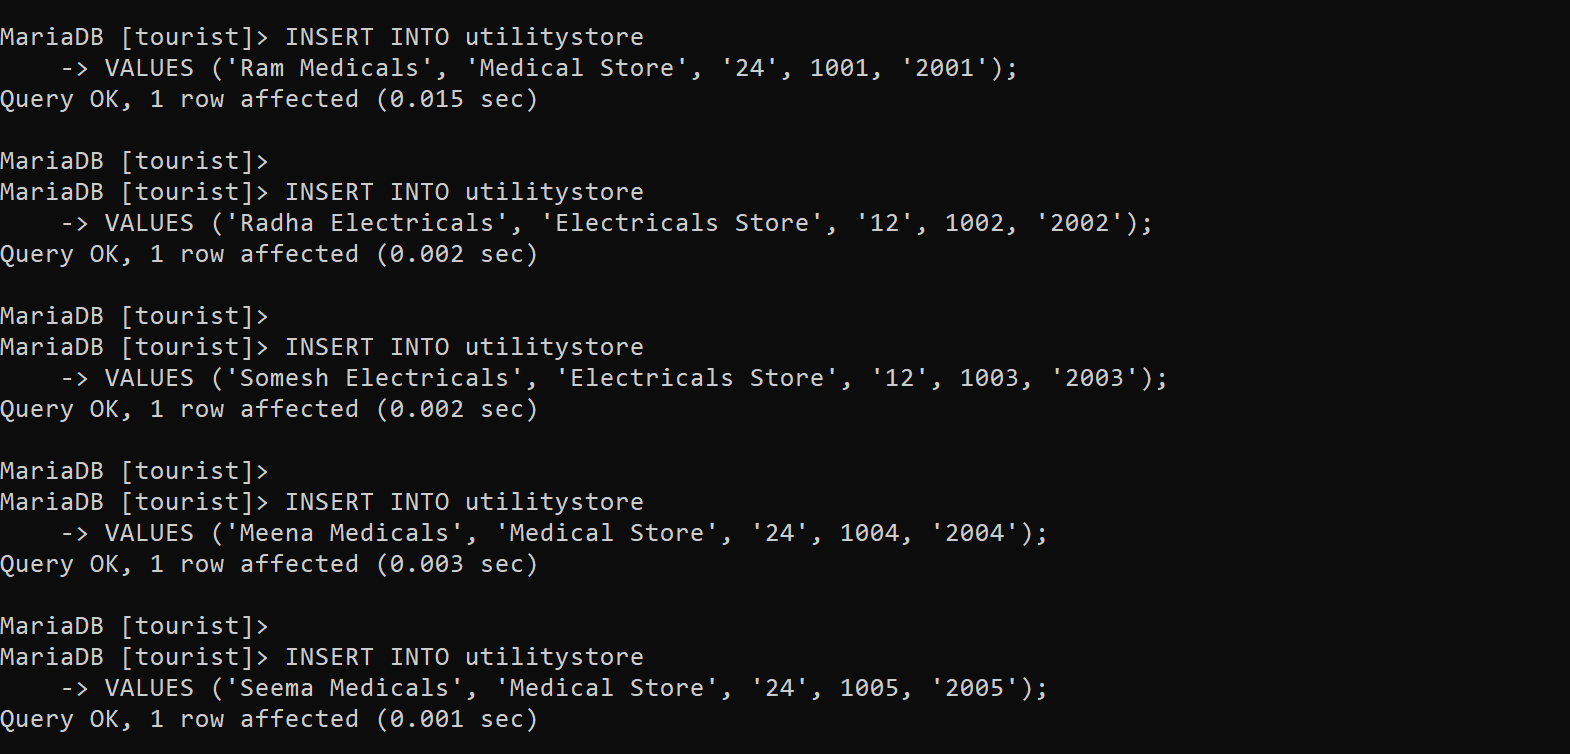 MariaDB [tourist]> INSERT INTO utilitystore
    -> VALUES ('Ram Medicals', 'Medical Store', '24', 1001, '2001');
Query OK, 1 row affected (0.015 sec)

MariaDB [tourist]>
MariaDB [tourist]> INSERT INTO utilitystore
    -> VALUES ('Radha Electricals', 'Electricals Store', '12', 1002, '2002');
Query OK, 1 row affected (0.002 sec)

MariaDB [tourist]>
MariaDB [tourist]> INSERT INTO utilitystore
    -> VALUES ('Somesh Electricals', 'Electricals Store', '12', 1003, '2003');
Query OK, 1 row affected (0.002 sec)

MariaDB [tourist]>
MariaDB [tourist]> INSERT INTO utilitystore
    -> VALUES ('Meena Medicals', 'Medical Store', '24', 1004, '2004');
Query OK, 1 row affected (0.003 sec)

MariaDB [tourist]>
MariaDB [tourist]> INSERT INTO utilitystore
    -> VALUES ('Seema Medicals', 'Medical Store', '24', 1005, '2005');
Query OK, 1 row affected (0.001 sec)